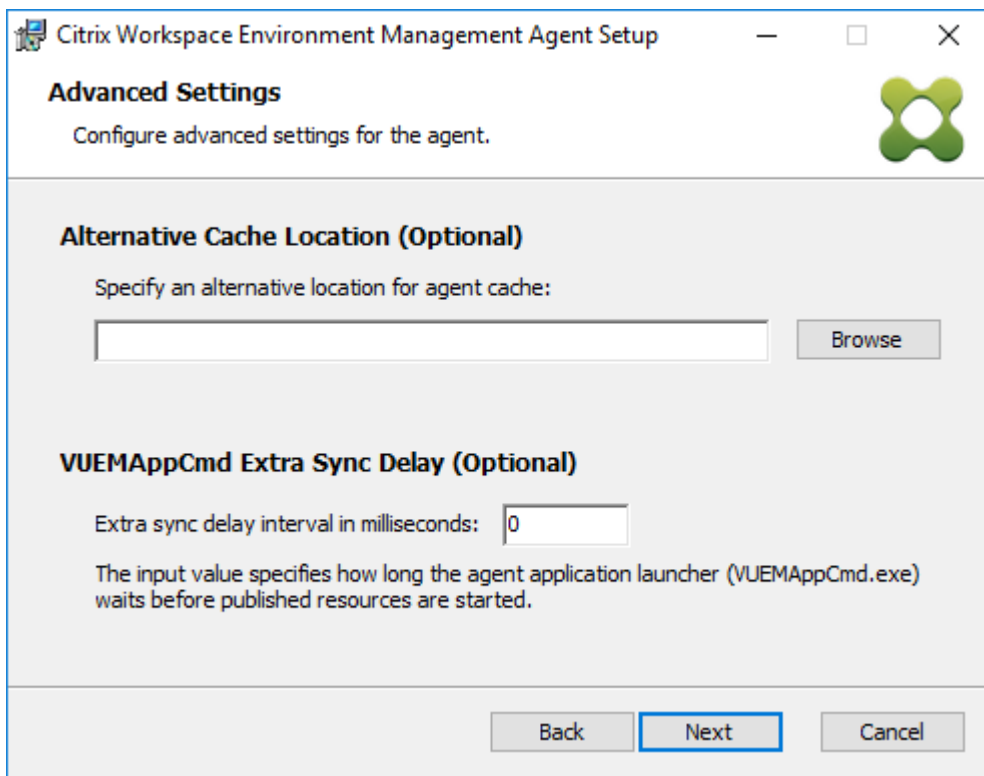 Citrix Workspace Environment Management Agent Setup
Advanced Settings
Configure advanced settings for the agent.
Alternative Cache Location (Optional)
Specify an alternative location for agent cache:
Browse
VUEMAppCmd Extra Sync Delay (Optional)
Extra sync delay interval in milliseconds: 0
The input value specifies how long the agent application launcher (VUEMAppCmd.exe)
waits before published resources are started.
Back Next Cancel